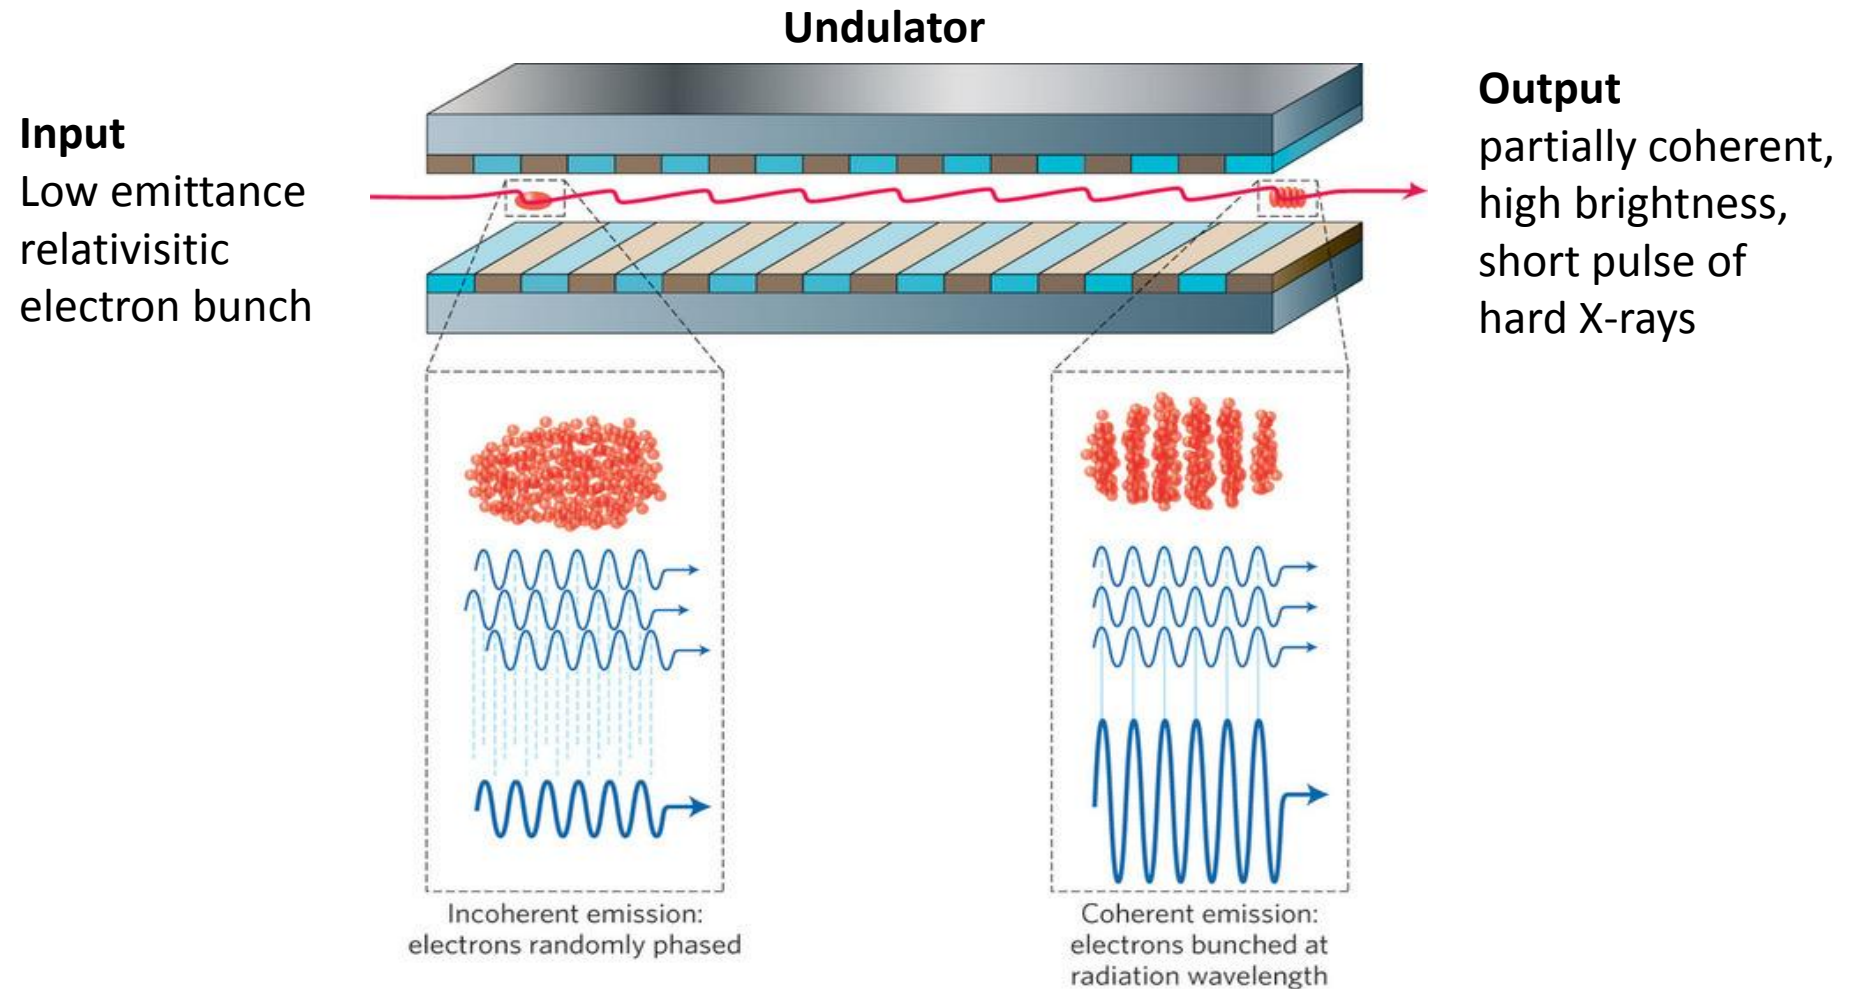 Undulator
Input
Low emittance
relativisitic
electron bunch
Output
partially coherent,
high brightness,
short pulse of
hard X-rays
Incoherent emission:
electrons randomly phased
Coherent emission:
electrons bunched at
radiation wavelength